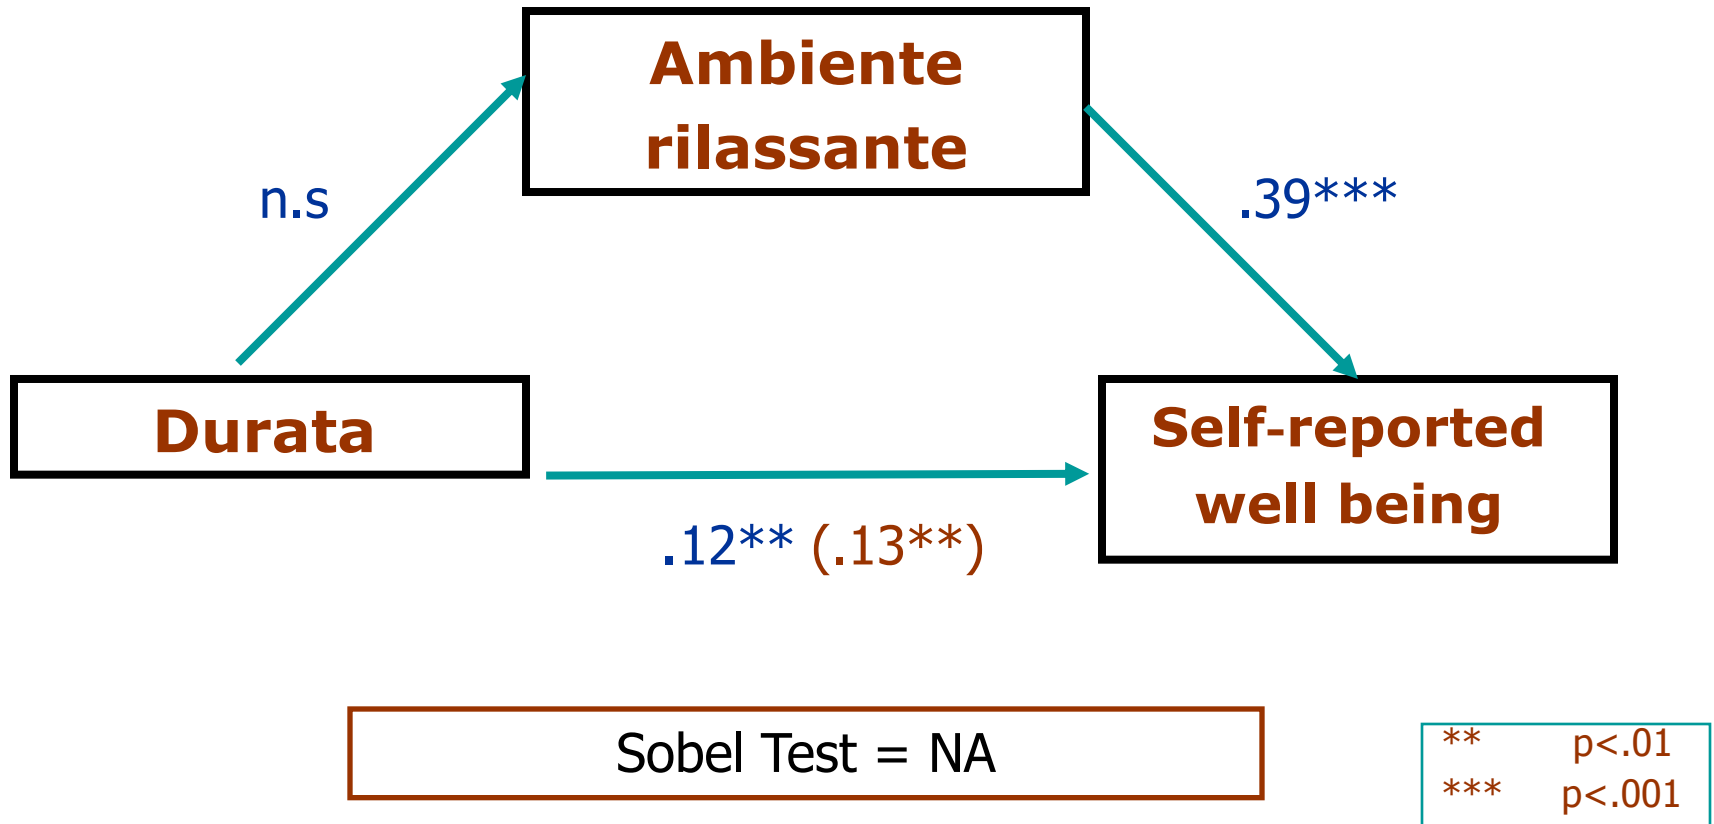 Ambiente
rilassante
n.s
.39***
Durata
Self-reported
well being
.12** (.13**)
Sobel Test = NA
** p<.01
*** p<.001